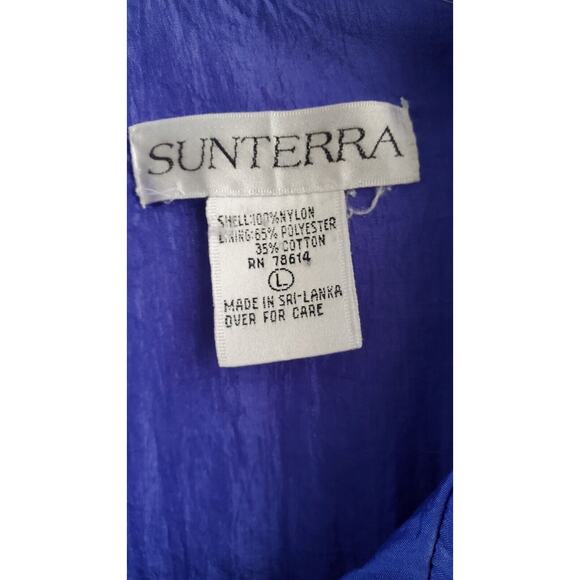 SUNTERRA
SHELL:100%NYLON
LINING:65% POLYESTER
35% COTTON
RN 78614
L
MADE IN SRI-LANKA
OVER FOR CARE